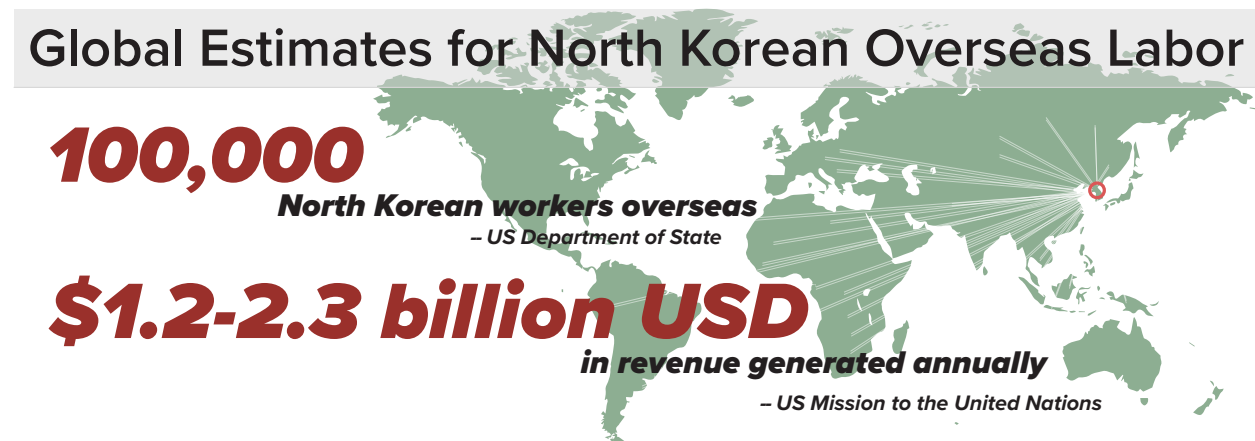 Global Estimates for North Korean Overseas Labor
100,000
North Korean workers overseas
– US Department of State
$1.2-2.3 billion USD
in revenue generated annually
– US Mission to the United Nations